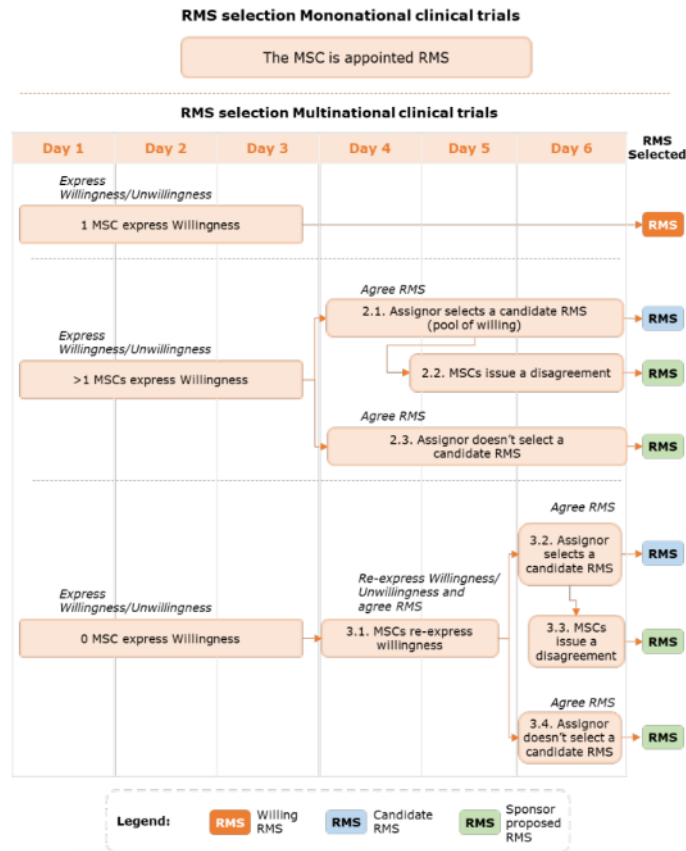 RMS selection Mononational clinical trials
The MSC is appointed RMS
RMS selection Multinational clinical trials
Day 1
Day 2
Day 3
Day 4
Day 5
Day 6
RMS
Selected
Express
Willingness/Unwillingness
1 MSC express Willingness
RMS
Agree RMS
2.1. Assignor selects a candidate RMS
(pool of willing)
RMS
Express
Willingness/Unwillingness
>1 MSCs express Willingness
2.2. MSCs issue a disagreement
RMS
Agree RMS
2.3. Assignor doesn't select a
candidate RMS
RMS
Agree RMS
3.2. Assignor
selects a
candidate RMS
RMS
Re-express Willingness/
Unwillingness and
agree RMS
Express
Willingness/Unwillingness
0 MSC express Willingness
3.1. MSCs re-express
willingness
3.3. MSCs
issue a
disagreement
RMS
Agree RMS
3.4. Assignor
doesn't select a
candidate RMS
RMS
Legend:
RMS
Willing
RMS
RMS
Candidate
RMS
RMS
Sponsor
proposed
RMS